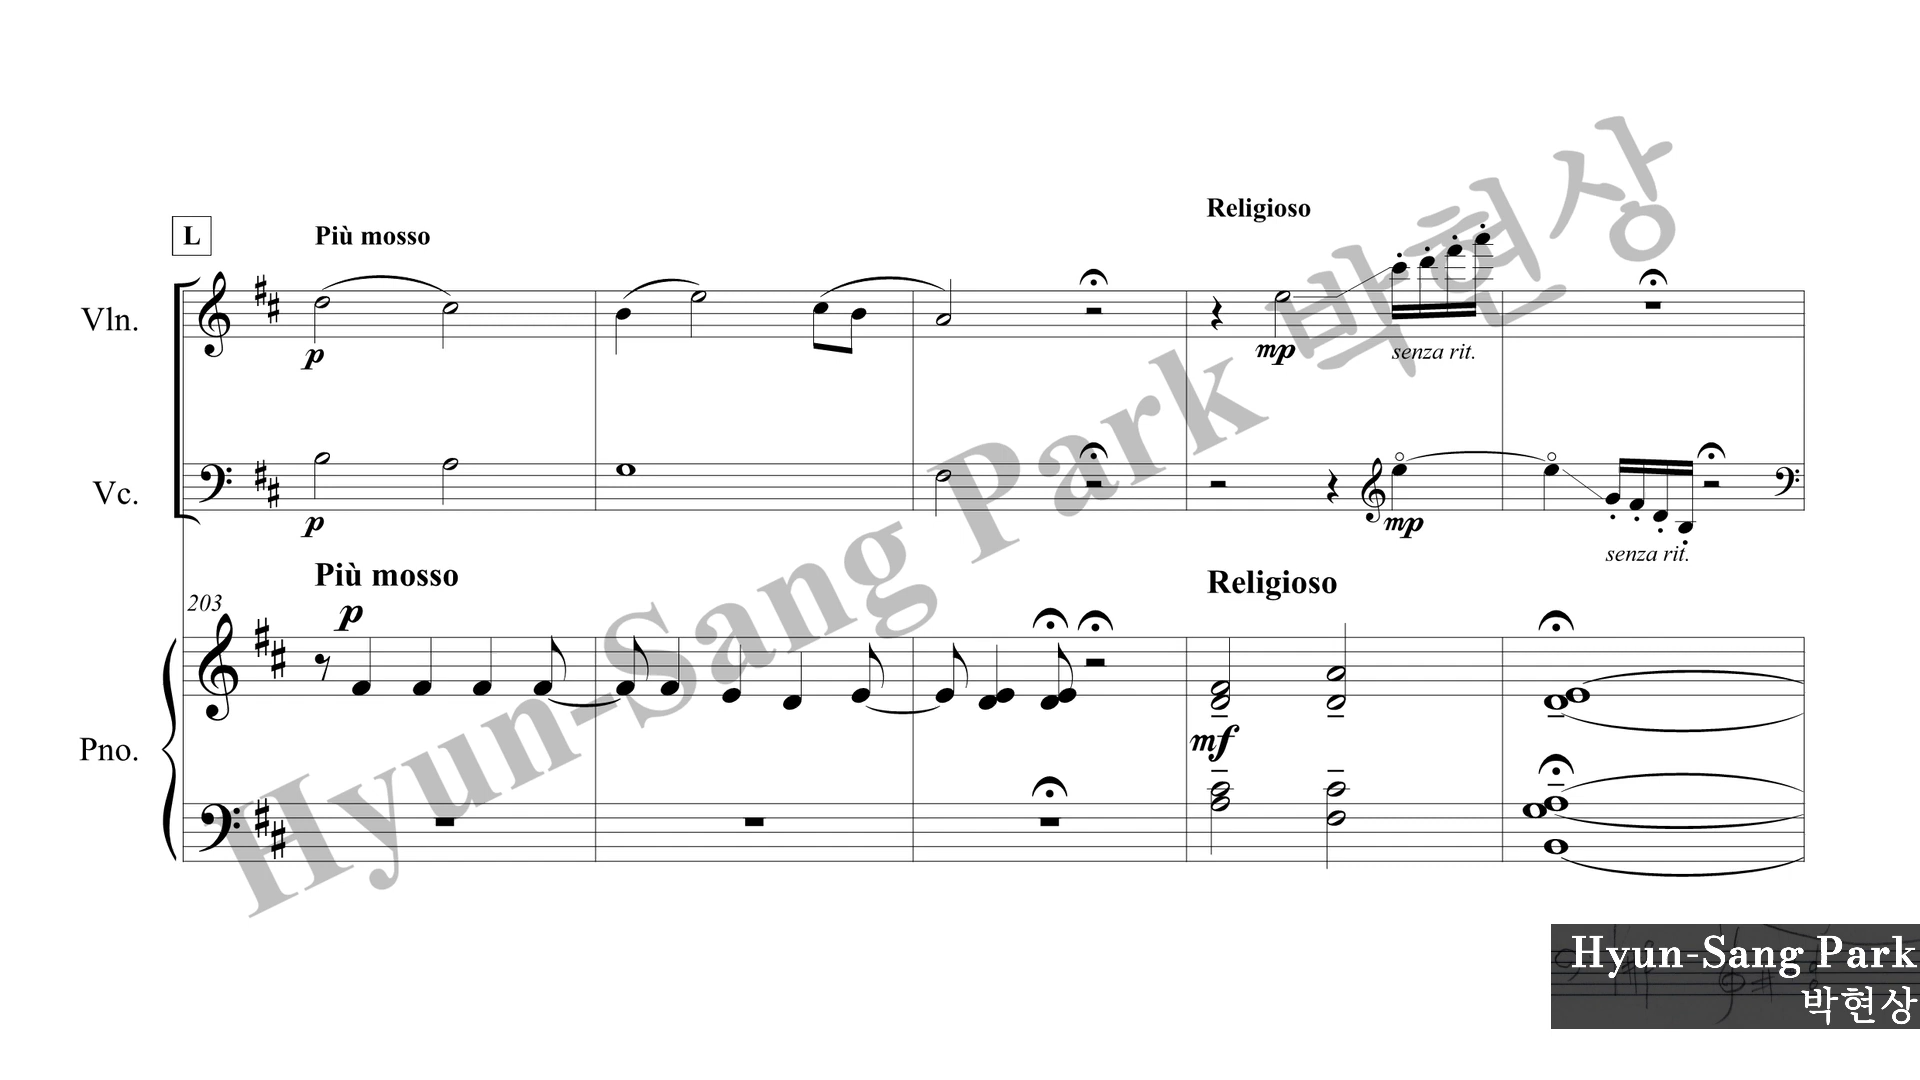 Religioso
L
Più mosso
Vln.
p
mp
senza rit.
Vc.
p
mp
senza rit.
Più mosso
Religioso
203
p
Pno.
mf
Hyun-Sang Park 박현상
Hyun-Sang Park
박현상